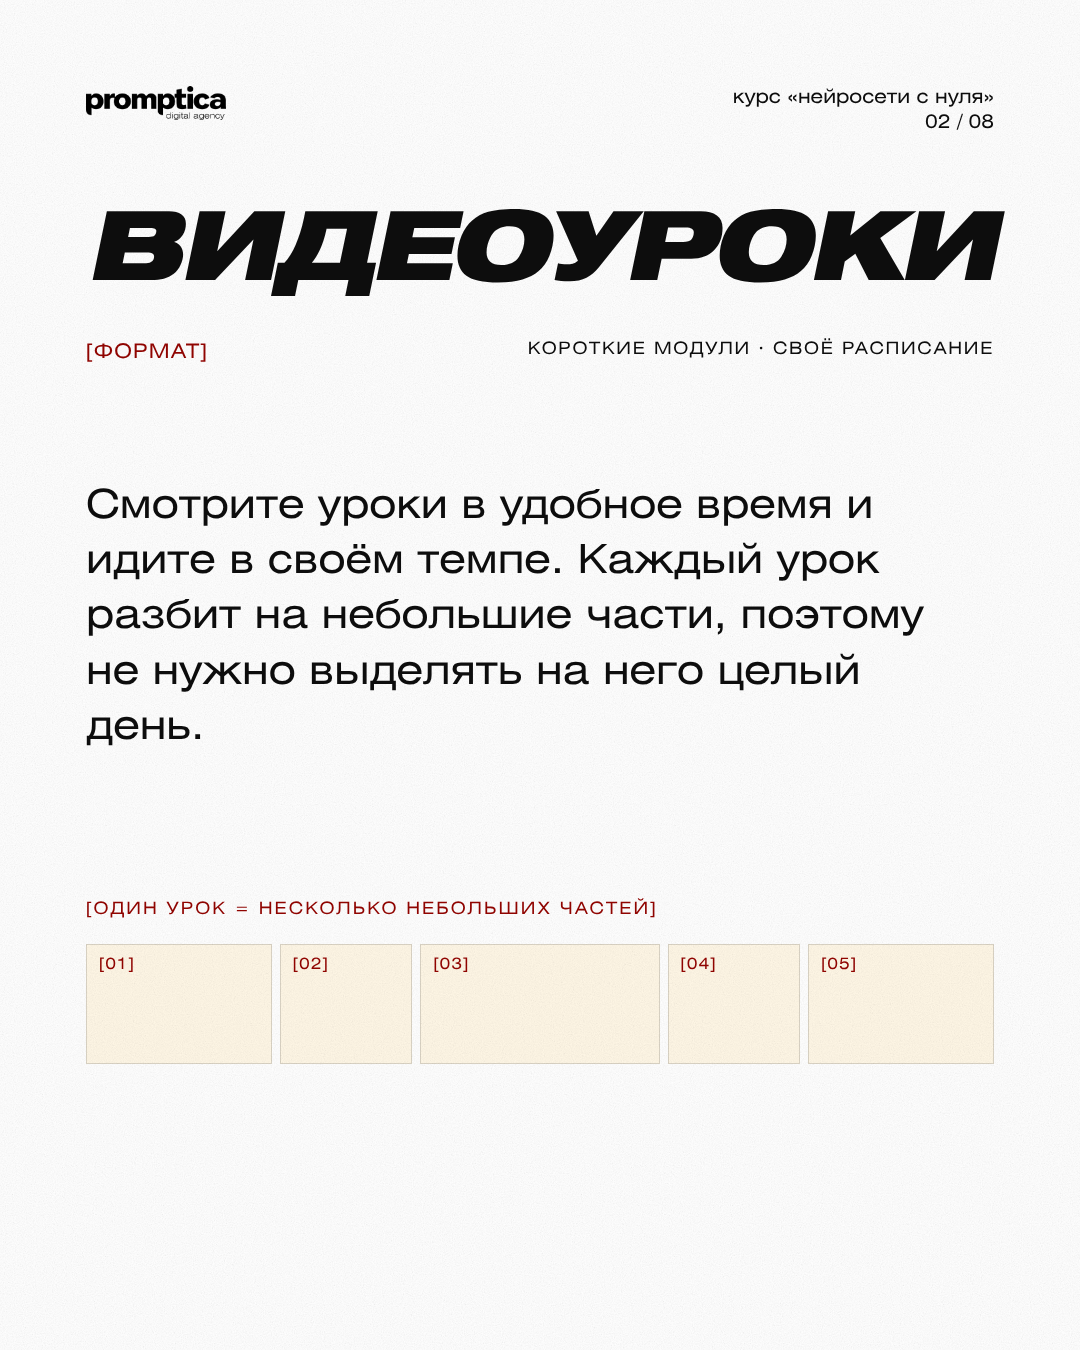 promptica
digital agency
курс «нейросети с нуля»
02 / 08
ВИДЕОУРОКИ
[ФОРМАТ]
КОРОТКИЕ МОДУЛИ · СВОЁ РАСПИСАНИЕ
Смотрите уроки в удобное время и
идите в своём темпе. Каждый урок
разбит на небольшие части, поэтому
не нужно выделять на него целый
день.
[ОДИН УРОК = НЕСКОЛЬКО НЕБОЛЬШИХ ЧАСТЕЙ]
[01]
[02]
[03]
[04]
[05]